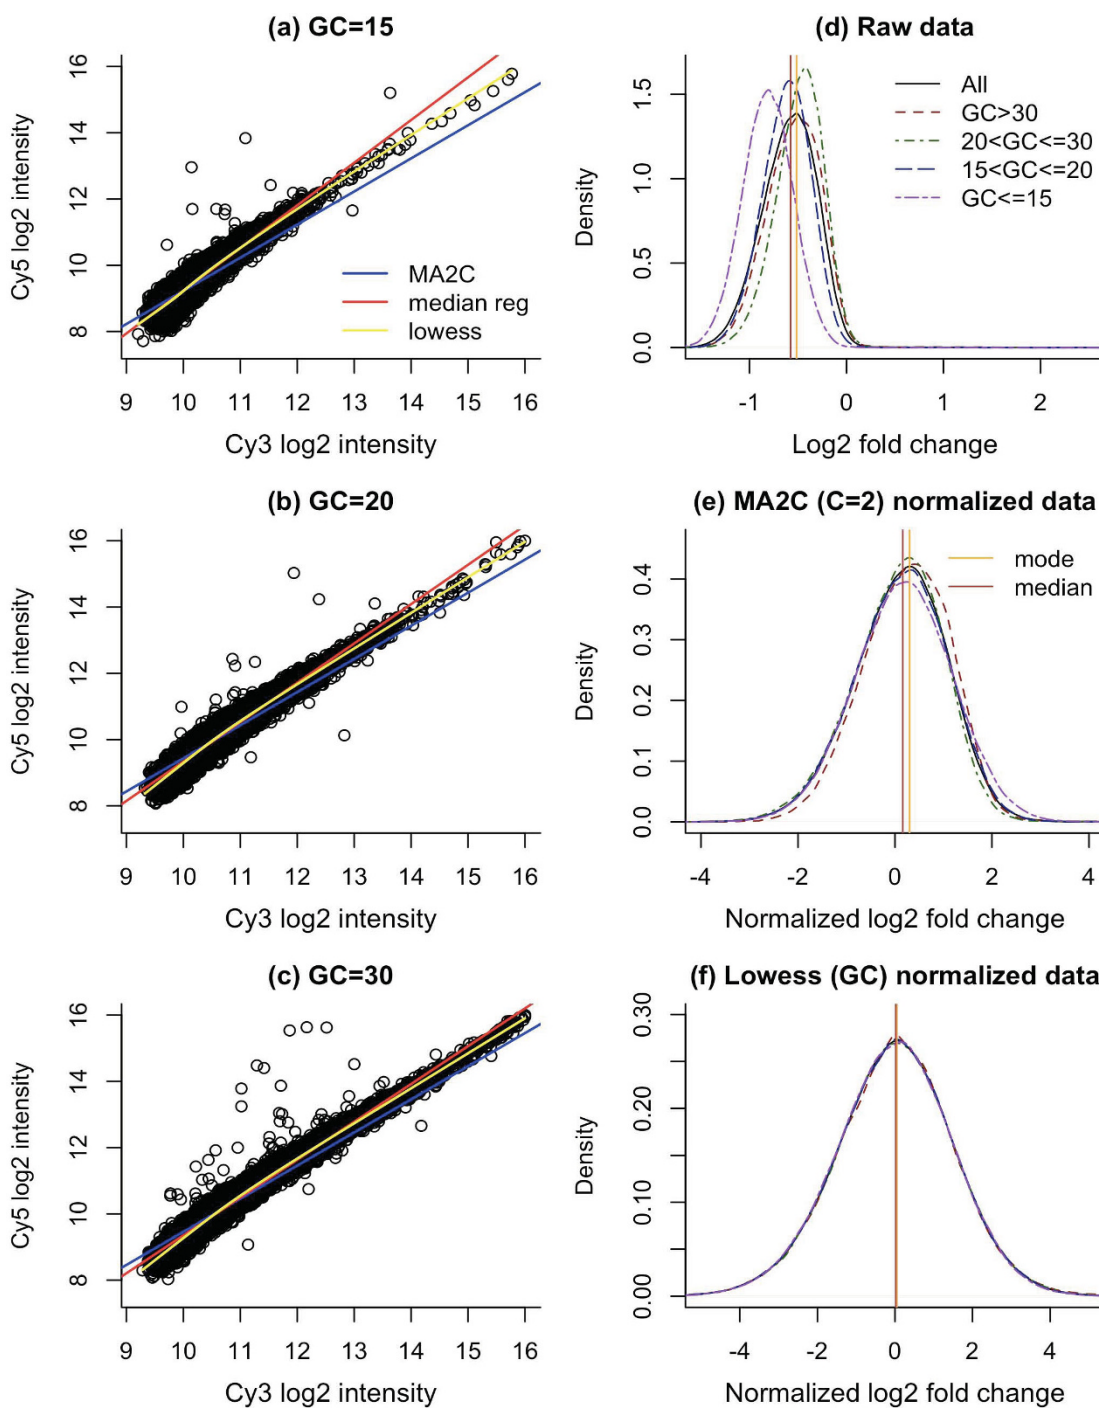 (a) GC=15
Cy5 log2 intensity
16
14
12
10
8
MA2C
median reg
lowess
9 10 11 12 13 14 15 16
Cy3 log2 intensity
(d) Raw data
Density
1.5
1.0
0.5
0.0
All
GC>30
20<GC<=30
15<GC<=20
GC<=15
-1 0 1 2
Log2 fold change
(b) GC=20
Cy5 log2 intensity
16
14
12
10
8
9 10 11 12 13 14 15 16
Cy3 log2 intensity
(e) MA2C (C=2) normalized data
Density
0.4
0.3
0.2
0.1
0.0
mode
median
-4 -2 0 2 4
Normalized log2 fold change
(c) GC=30
Cy5 log2 intensity
16
14
12
10
8
9 10 11 12 13 14 15 16
Cy3 log2 intensity
(f) Lowess (GC) normalized data
Density
0.30
0.20
0.10
0.00
-4 -2 0 2 4
Normalized log2 fold change